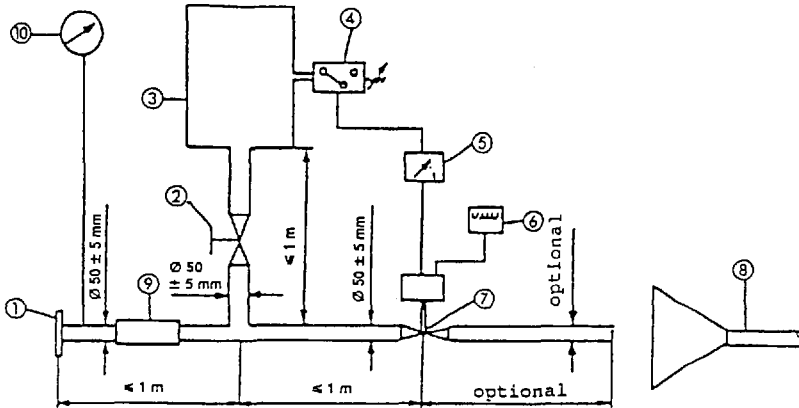 10
4
3
5
2
6
Ø 50 ± 5 mm
Ø 50
± 5 mm
≤ 1 m
Ø 50 ± 5 mm
optional
1
9
7
8
≤ 1 m
≤ 1 m
optional